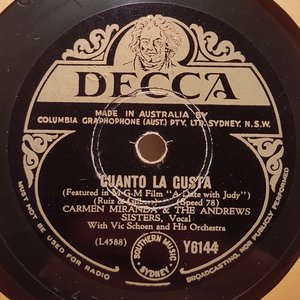 DECCA
MADE IN AUSTRALIA BY
COLUMBIA GRAPHOPHONE (AUST.) PTY. LTD. SYDNEY, N.S.W.
CUANTO LA GUSTA
(Featured in M-G-M Film "A Date with Judy")
(Ruiz & Gilbert) (Speed 78)
CARMEN MIRANDA & THE ANDREWS
SISTERS, Vocal
With Vic Schoen and His Orchestra
(L4588)
SOUTHERN MUSIC
SYDNEY
Y6144
MUST NOT BE USED FOR RADIO
BROADCASTING, NOR PUBLICLY PERFORMED